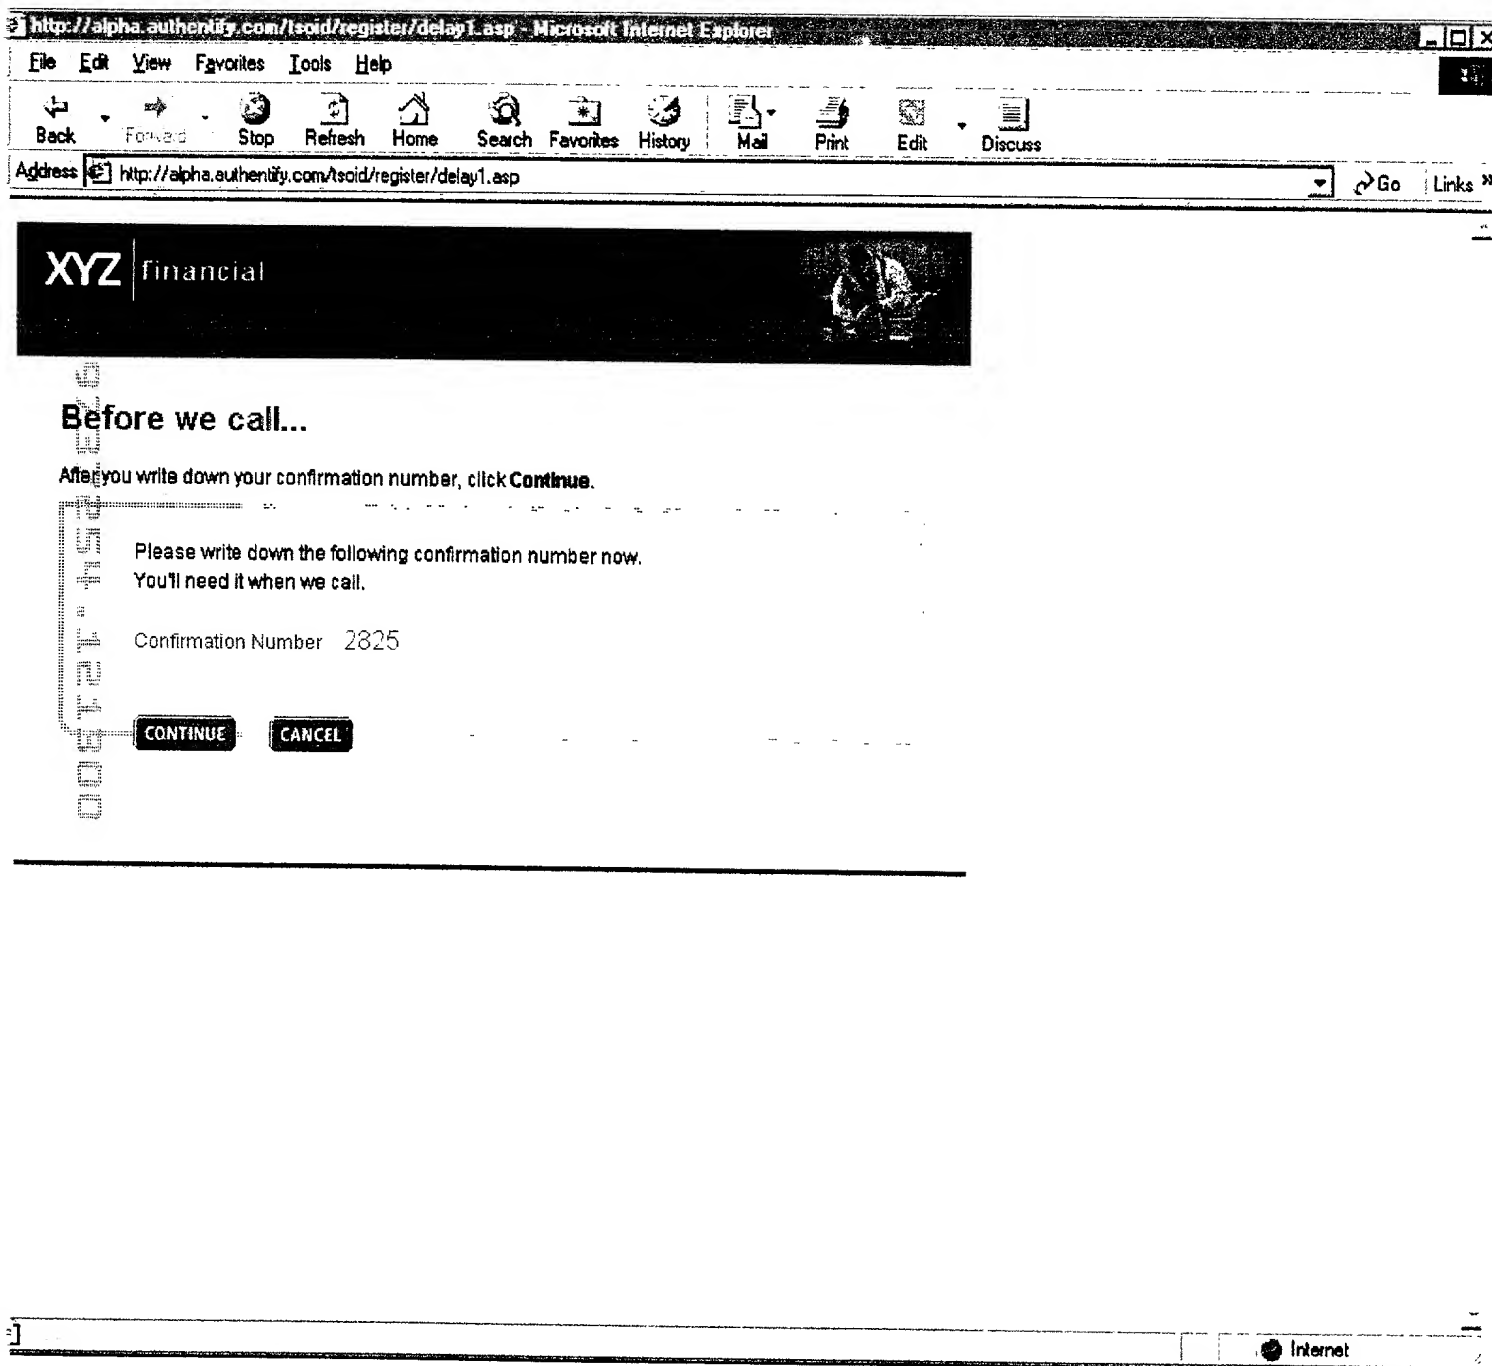 http://alpha.authentify.com/tsoid/register/delay1.asp - Microsoft Internet Explorer
File Edit View Favorites Tools Help
Back Forward Stop Refresh Home Search Favorites History Mail Print Edit Discuss
Address http://alpha.authentify.com/tsoid/register/delay1.asp Go Links »
XYZ financial
Before we call...
After you write down your confirmation number, click Continue.
Please write down the following confirmation number now.
You'll need it when we call.
Confirmation Number 2825
CONTINUE CANCEL
Internet